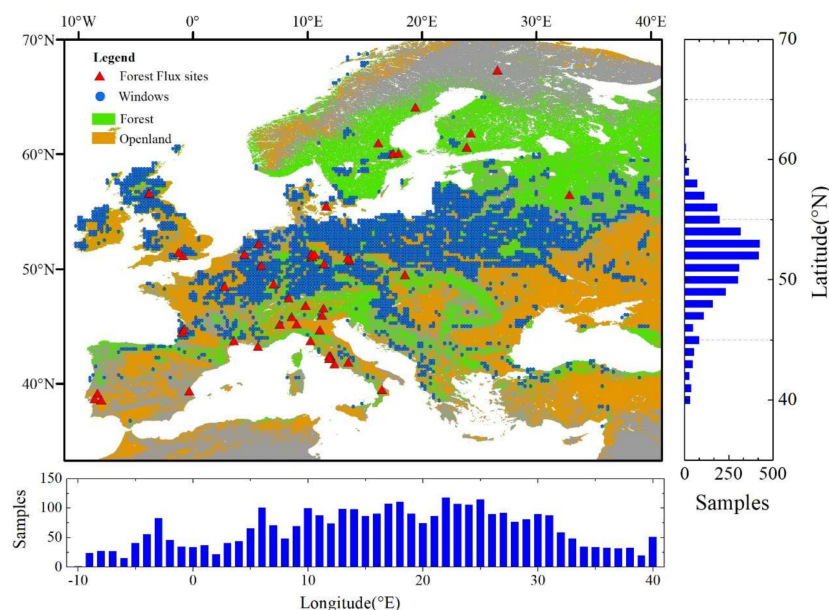 10°W 0° 10°E 20°E 30°E 40°E
70°N
60°N
50°N
40°N
Legend
Forest Flux sites
Windows
Forest
Openland
70
60
50
40
Latitude(°N)
0 250 500
Samples
150
100
50
0
Samples
-10 0 10 20 30 40
Longitude(°E)